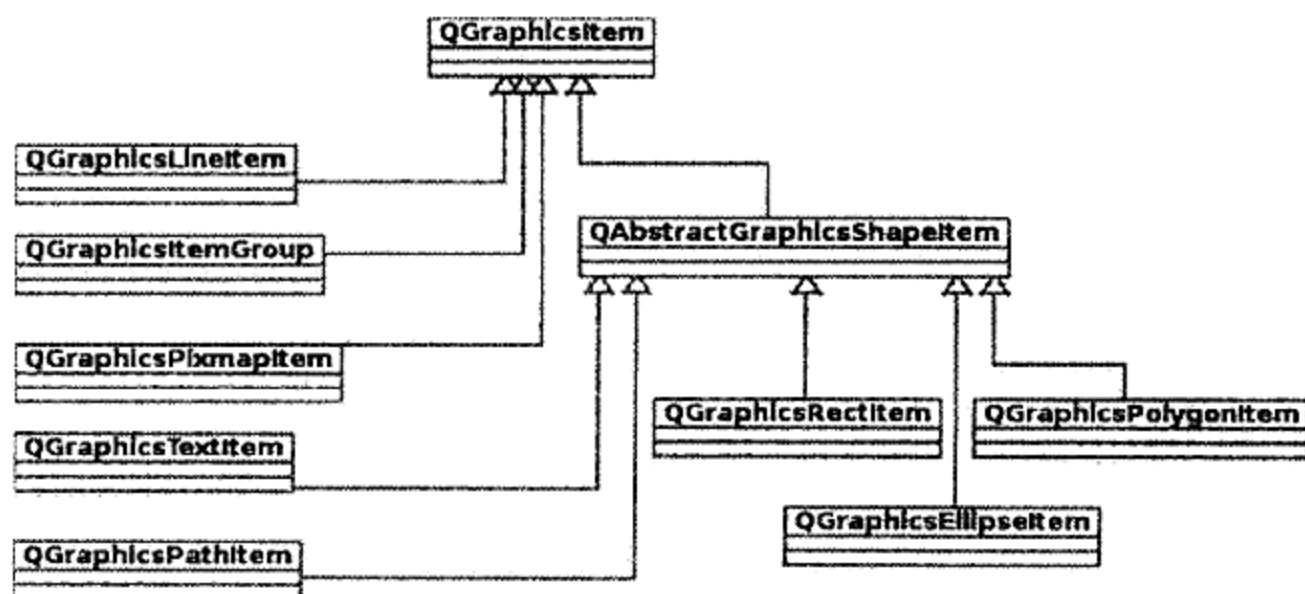 QGraphicsItem
QGraphicsLineItem
QAbstractGraphicsShapeItem
QGraphicsItemGroup
QGraphicsPixmapItem
QGraphicsRectItem
QGraphicsPolygonItem
QGraphicsTextItem
QGraphicsEllipseItem
QGraphicsPathItem